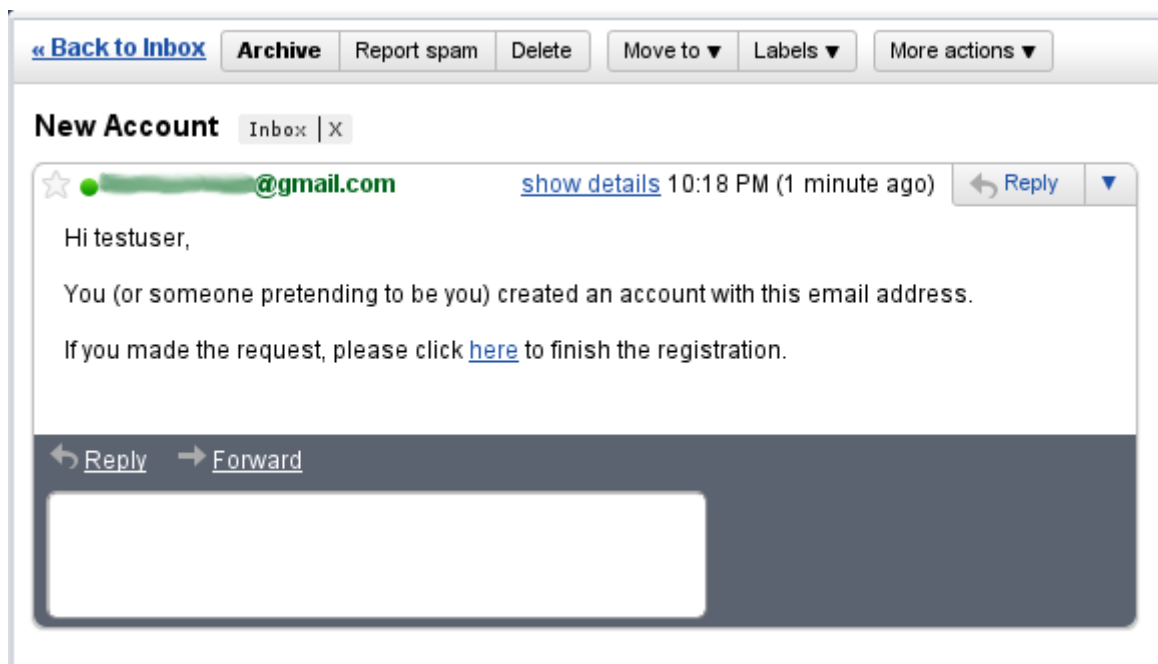 « Back to Inbox Archive Report spam Delete Move to ▼ Labels ▼ More actions ▼
New Account Inbox | X
@gmail.com show details 10:18 PM (1 minute ago) Reply ▼
Hi testuser,
You (or someone pretending to be you) created an account with this email address.
If you made the request, please click here to finish the registration.
Reply Forward